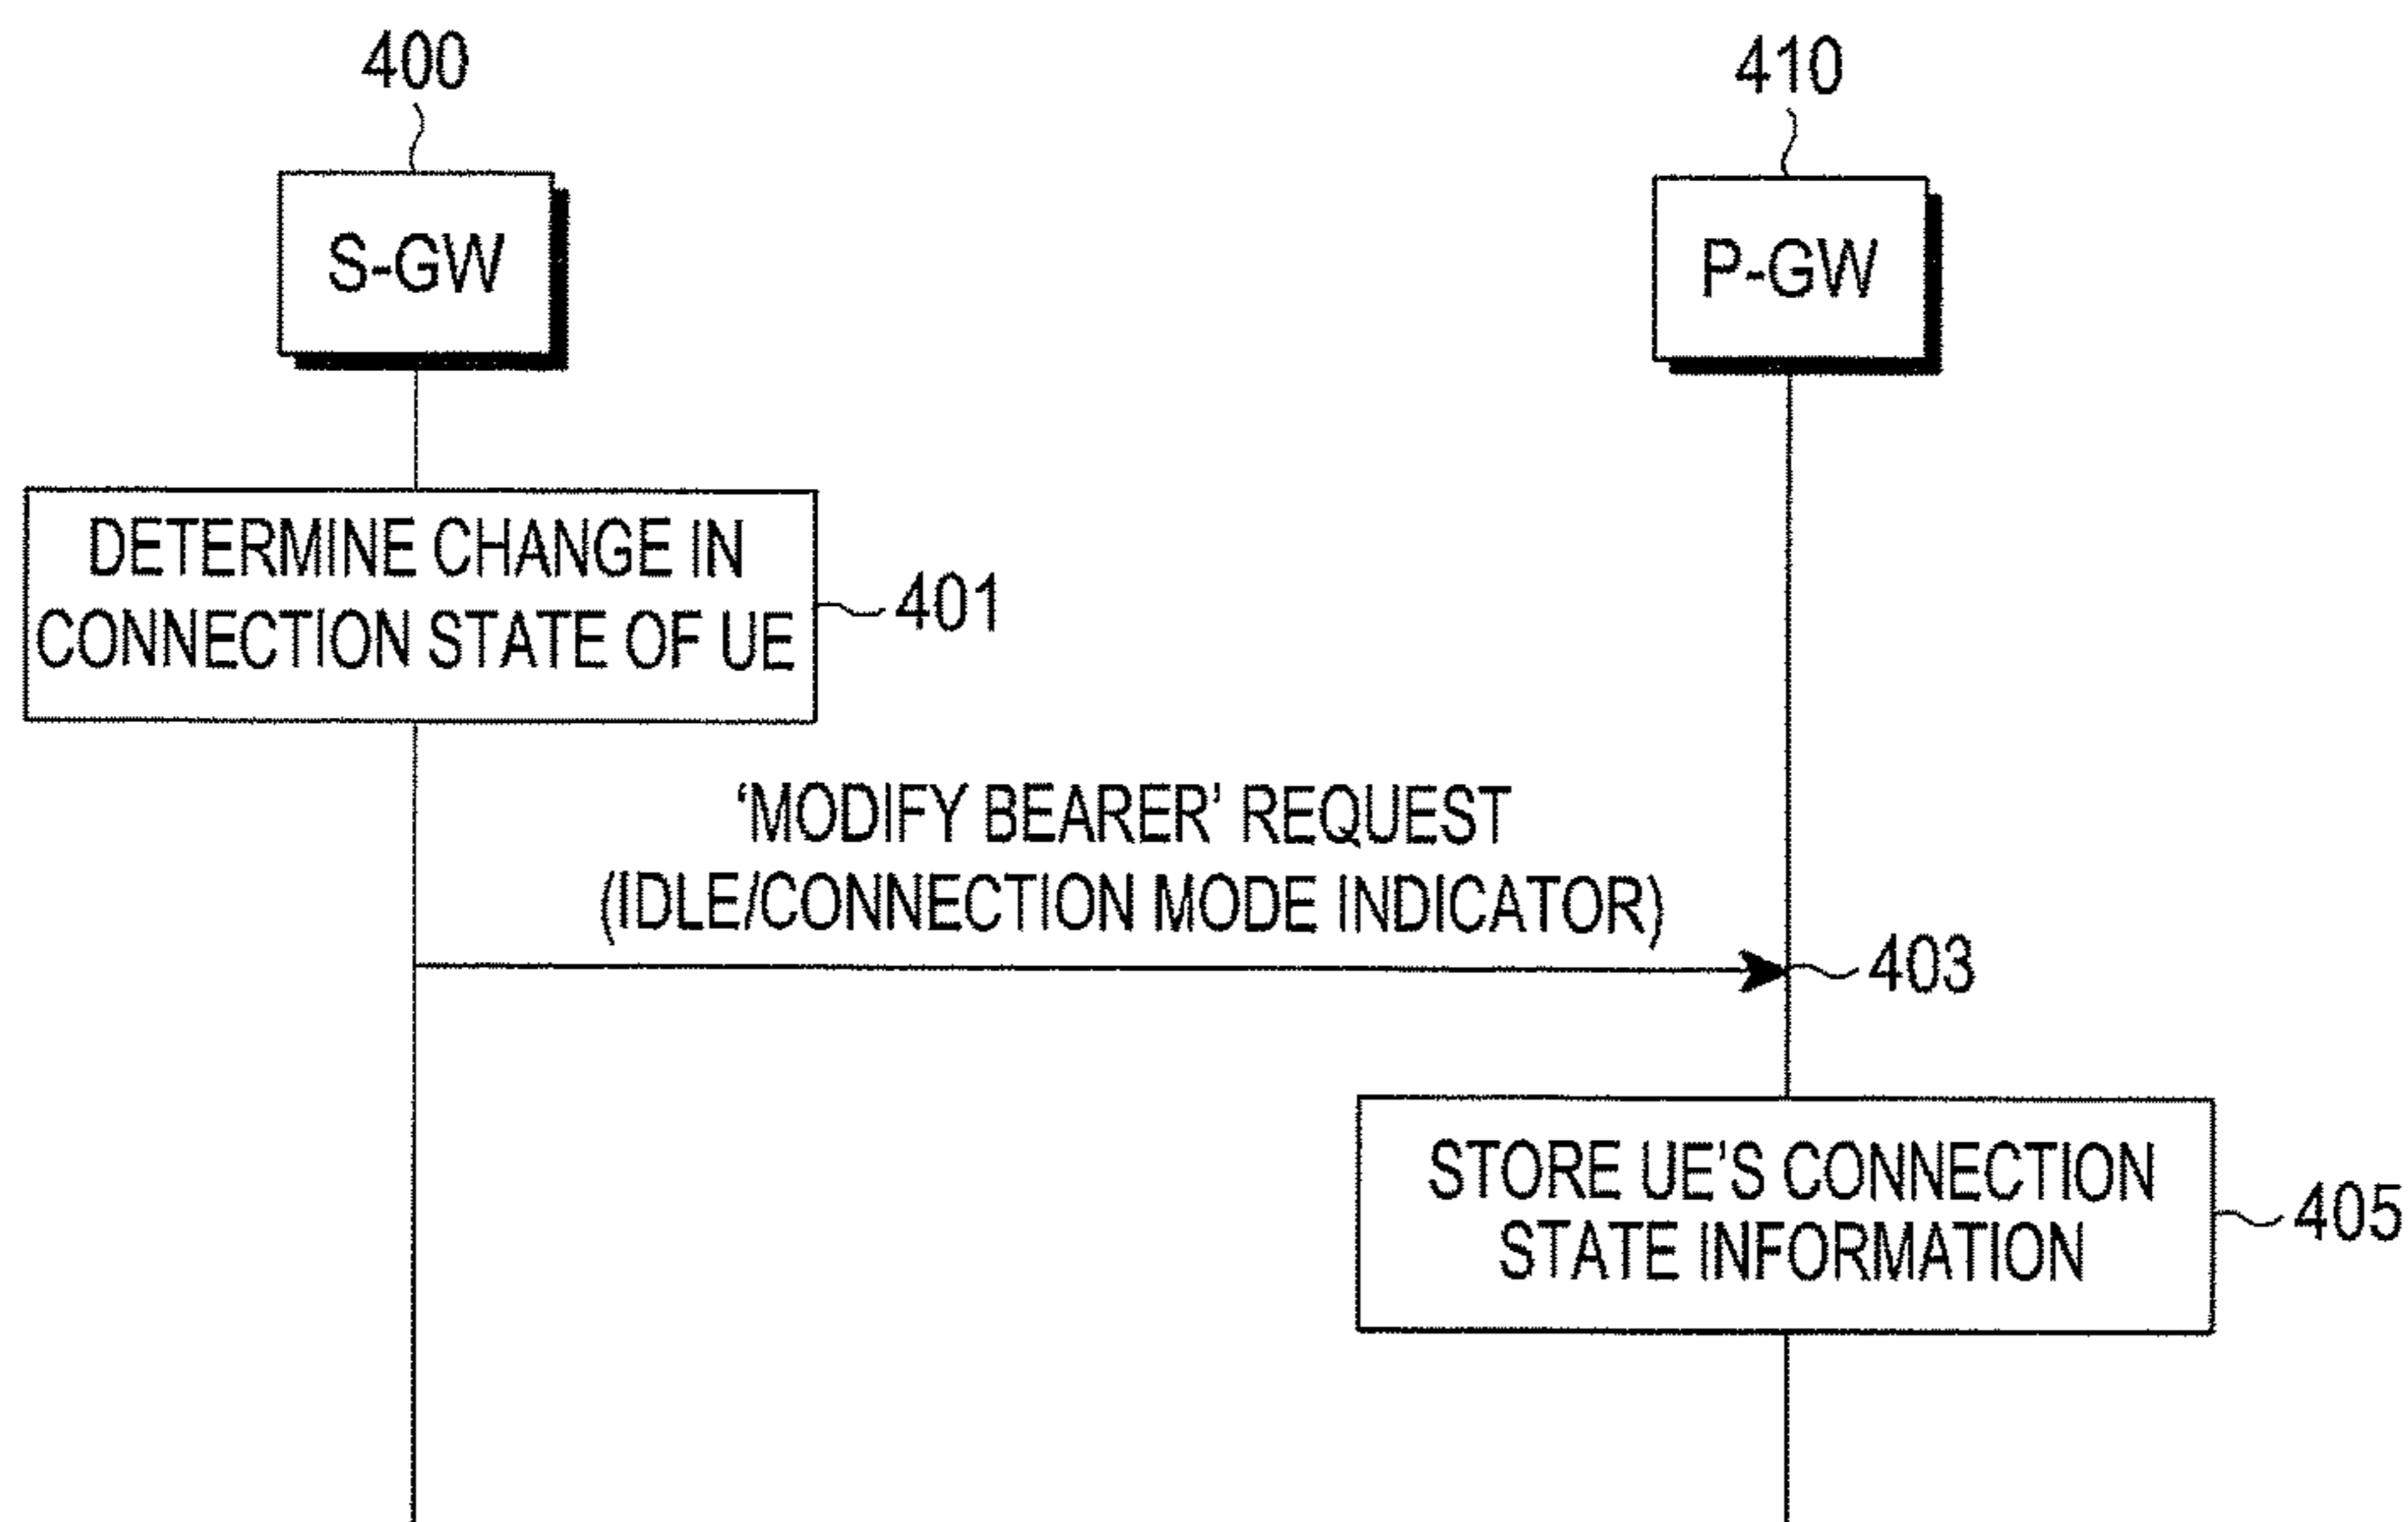 400
410
S-GW
P-GW
DETERMINE CHANGE IN
CONNECTION STATE OF UE
401
‘MODIFY BEARER’ REQUEST
(IDLE/CONNECTION MODE INDICATOR)
403
STORE UE’S CONNECTION
STATE INFORMATION
405